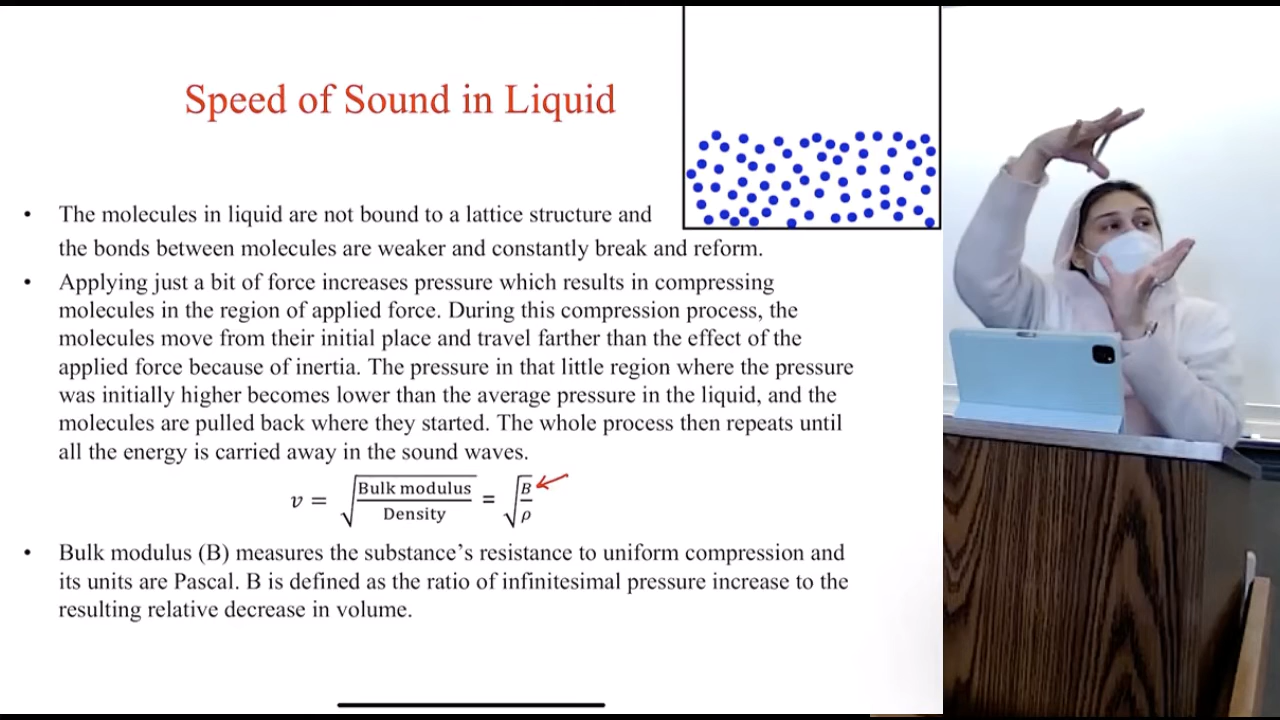 Speed of Sound in Liquid
• The molecules in liquid are not bound to a lattice structure and
the bonds between molecules are weaker and constantly break and reform.
• Applying just a bit of force increases pressure which results in compressing
molecules in the region of applied force. During this compression process, the
molecules move from their initial place and travel farther than the effect of the
applied force because of inertia. The pressure in that little region where the pressure
was initially higher becomes lower than the average pressure in the liquid, and the
molecules are pulled back where they started. The whole process then repeats until
all the energy is carried away in the sound waves.
v = √(Bulk modulus / Density) = √(B / ρ)
• Bulk modulus (B) measures the substance’s resistance to uniform compression and
its units are Pascal. B is defined as the ratio of infinitesimal pressure increase to the
resulting relative decrease in volume.